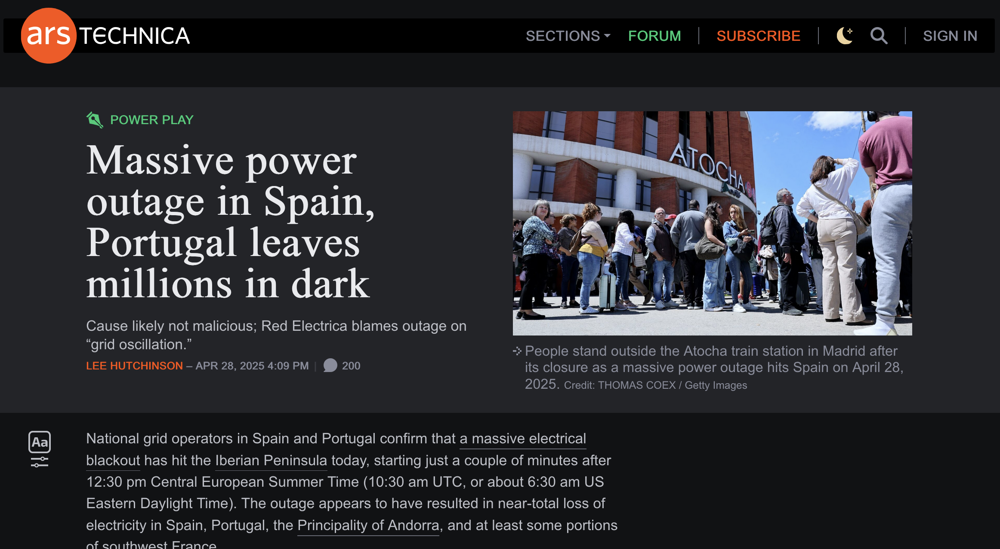 ars TECHNICA
SECTIONS FORUM SUBSCRIBE SIGN IN
POWER PLAY
Massive power
outage in Spain,
Portugal leaves
millions in dark
Cause likely not malicious; Red Electrica blames outage on
“grid oscillation.”
LEE HUTCHINSON – APR 28, 2025 4:09 PM | 200
ATOCHA
People stand outside the Atocha train station in Madrid after
its closure as a massive power outage hits Spain on April 28,
2025. Credit: THOMAS COEX / Getty Images
Aa
National grid operators in Spain and Portugal confirm that a massive electrical
blackout has hit the Iberian Peninsula today, starting just a couple of minutes after
12:30 pm Central European Summer Time (10:30 am UTC, or about 6:30 am US
Eastern Daylight Time). The outage appears to have resulted in near-total loss of
electricity in Spain, Portugal, the Principality of Andorra, and at least some portions
of southwest France.